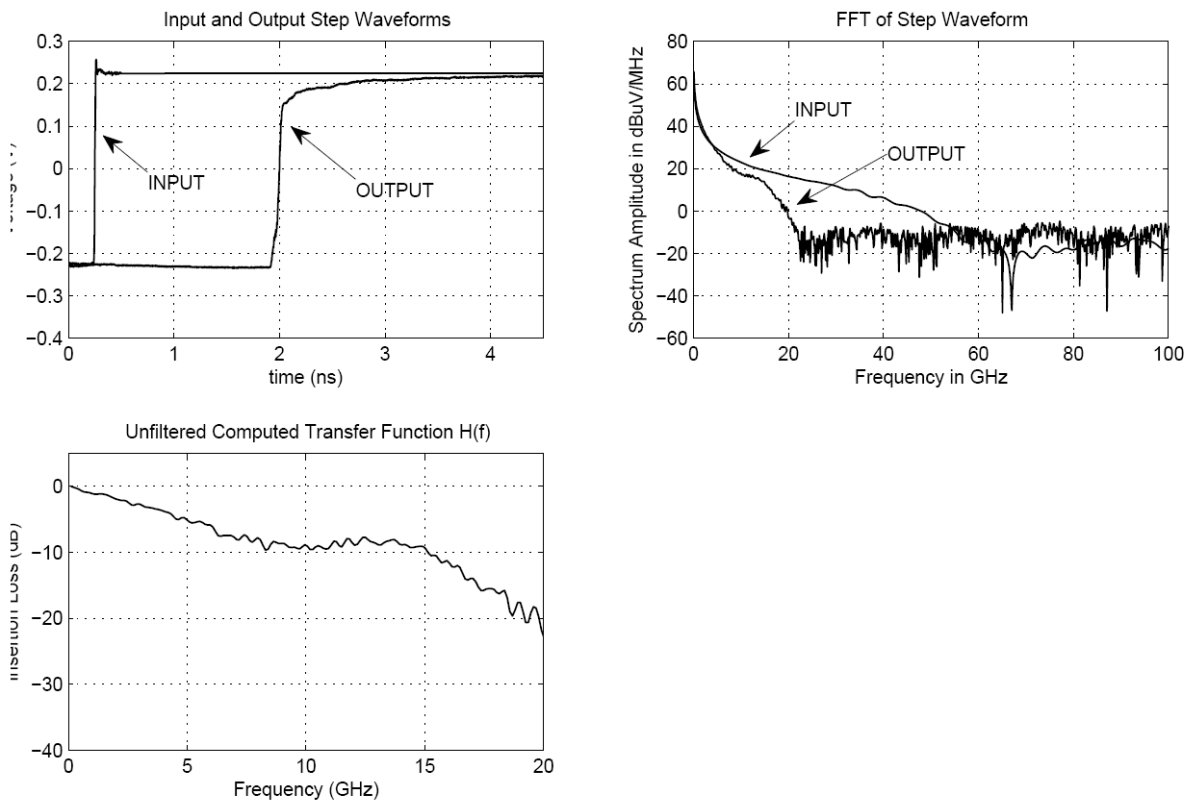 Input and Output Step Waveforms
0.3
0.2
0.1
0
−0.1
−0.2
−0.3
−0.4
INPUT
OUTPUT
0 1 2 3 4
time (ns)
FFT of Step Waveform
Spectrum Amplitude in dBuV/MHz
80
60
40
20
0
−20
−40
−60
INPUT
OUTPUT
0 20 40 60 80 100
Frequency in GHz
Unfiltered Computed Transfer Function H(f)
Insertion Loss (dB)
0
−10
−20
−30
−40
0 5 10 15 20
Frequency (GHz)